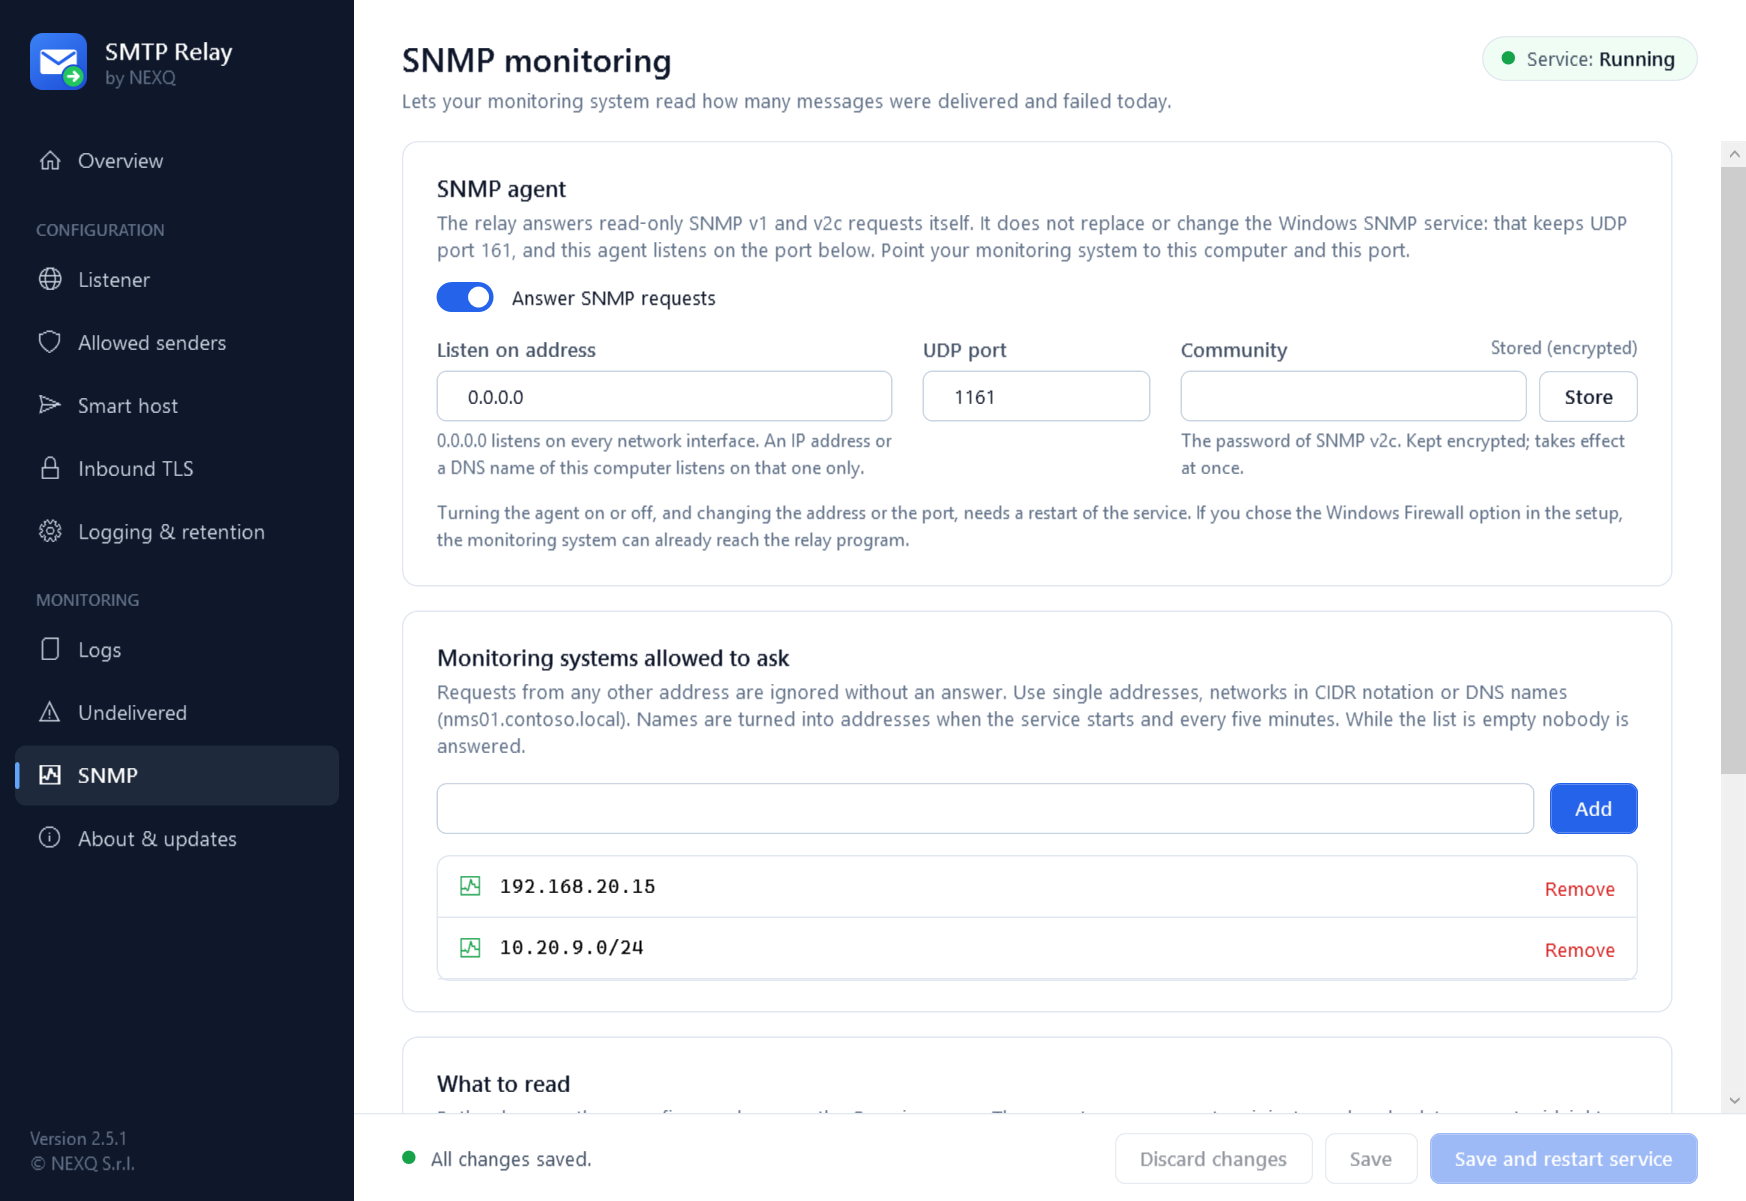 SMTP Relay
by NEXQ
Overview
CONFIGURATION
Listener
Allowed senders
Smart host
Inbound TLS
Logging & retention
MONITORING
Logs
Undelivered
SNMP
About & updates
Version 2.5.1
© NEXQ S.r.l.
SNMP monitoring
Lets your monitoring system read how many messages were delivered and failed today.
Service: Running
SNMP agent
The relay answers read-only SNMP v1 and v2c requests itself. It does not replace or change the Windows SNMP service: that keeps UDP
port 161, and this agent listens on the port below. Point your monitoring system to this computer and this port.
Answer SNMP requests
Listen on address
0.0.0.0
0.0.0.0 listens on every network interface. An IP address or
a DNS name of this computer listens on that one only.
UDP port
1161
Community
Stored (encrypted)
Store
The password of SNMP v2c. Kept encrypted; takes effect
at once.
Turning the agent on or off, and changing the address or the port, needs a restart of the service. If you chose the Windows Firewall option in the setup,
the monitoring system can already reach the relay program.
Monitoring systems allowed to ask
Requests from any other address are ignored without an answer. Use single addresses, networks in CIDR notation or DNS names
(nms01.contoso.local). Names are turned into addresses when the service starts and every five minutes. While the list is empty nobody is
answered.
Add
192.168.20.15
Remove
10.20.9.0/24
Remove
What to read
All changes saved.
Discard changes
Save
Save and restart service